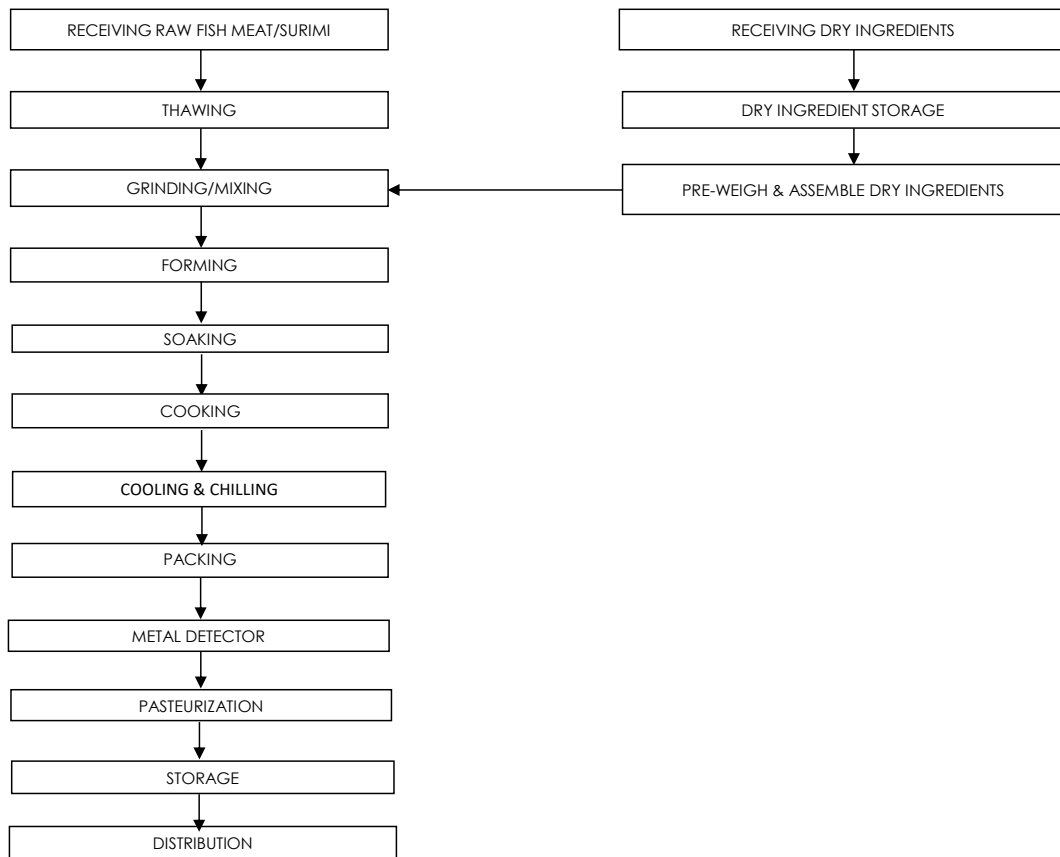 RECEIVING RAW FISH MEAT/SURIMI
RECEIVING DRY INGREDIENTS
THAWING
DRY INGREDIENT STORAGE
GRINDING/MIXING
PRE-WEIGH & ASSEMBLE DRY INGREDIENTS
FORMING
SOAKING
COOKING
COOLING & CHILLING
PACKING
METAL DETECTOR
PASTEURIZATION
STORAGE
DISTRIBUTION